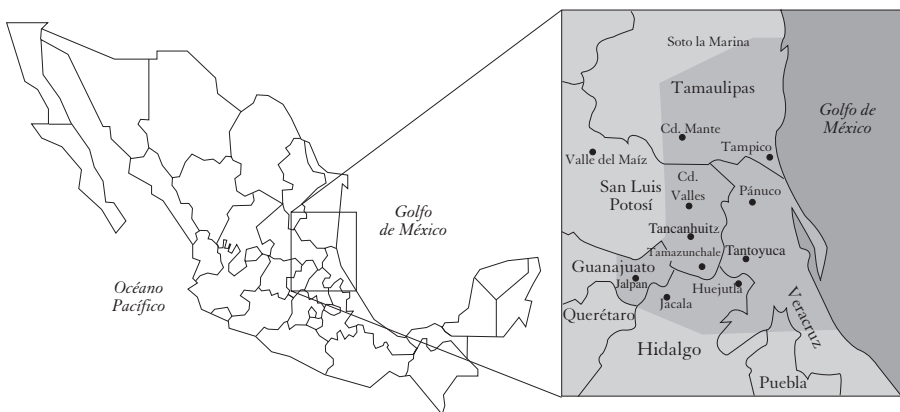 Golfo
de México
Océano
Pacífico
Soto la Marina
Tamaulipas
Golfo de
México
Cd. Mante
Tampico
Valle del Maíz
Cd.
Valles
San Luis
Potosí
Pánuco
Tancanhuitz
Tamazunchale
Tantoyuca
Guanajuato
Jalpan
Huejutla
Jacala
Querétaro
Veracruz
Hidalgo
Puebla